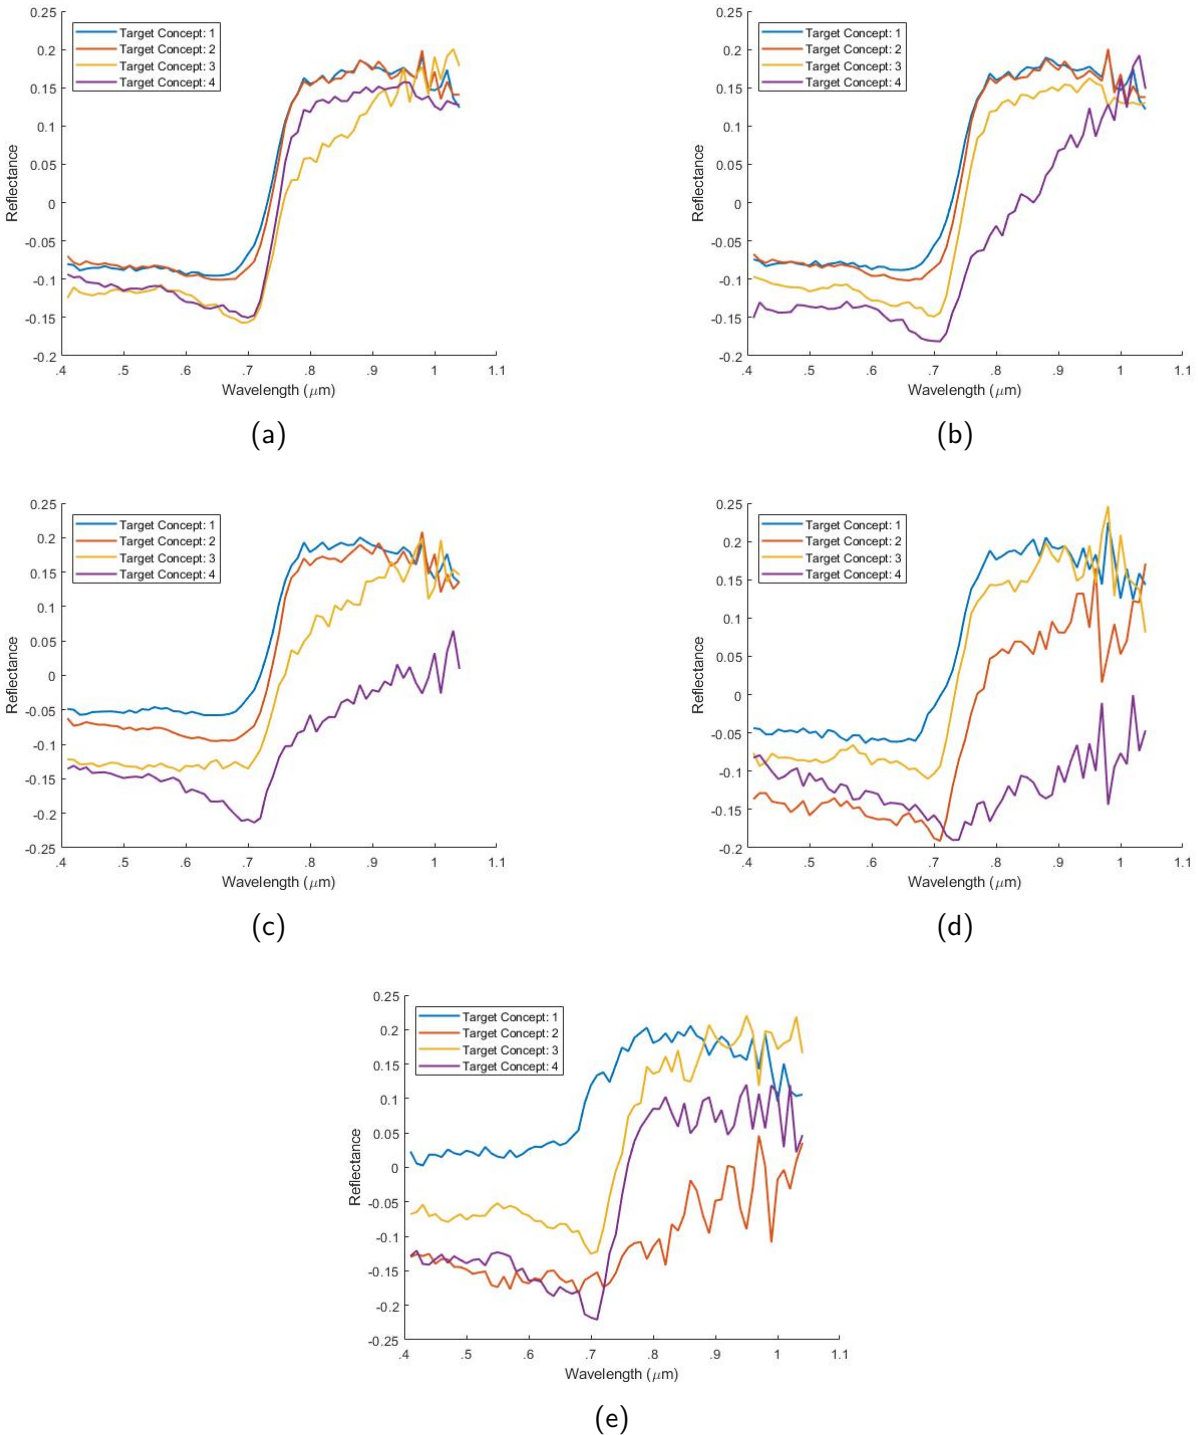 0.25
0.2
0.15
0.1
0.05
0
-0.05
-0.1
-0.15
-0.2
Reflectance
Target Concept: 1
Target Concept: 2
Target Concept: 3
Target Concept: 4
.4 .5 .6 .7 .8 .9 1 1.1
Wavelength (μm)
(a)
0.25
0.2
0.15
0.1
0.05
0
-0.05
-0.1
-0.15
-0.2
Reflectance
Target Concept: 1
Target Concept: 2
Target Concept: 3
Target Concept: 4
.4 .5 .6 .7 .8 .9 1 1.1
Wavelength (μm)
(b)
0.25
0.2
0.15
0.1
0.05
0
-0.05
-0.1
-0.15
-0.2
-0.25
Reflectance
Target Concept: 1
Target Concept: 2
Target Concept: 3
Target Concept: 4
.4 .5 .6 .7 .8 .9 1 1.1
Wavelength (μm)
(c)
0.25
0.2
0.15
0.1
0.05
0
-0.05
-0.1
-0.15
-0.2
Reflectance
Target Concept: 1
Target Concept: 2
Target Concept: 3
Target Concept: 4
.4 .5 .6 .7 .8 .9 1 1.1
Wavelength (μm)
(d)
0.25
0.2
0.15
0.1
0.05
0
-0.05
-0.1
-0.15
-0.2
-0.25
Reflectance
Target Concept: 1
Target Concept: 2
Target Concept: 3
Target Concept: 4
.4 .5 .6 .7 .8 .9 1 1.1
Wavelength (μm)
(e)